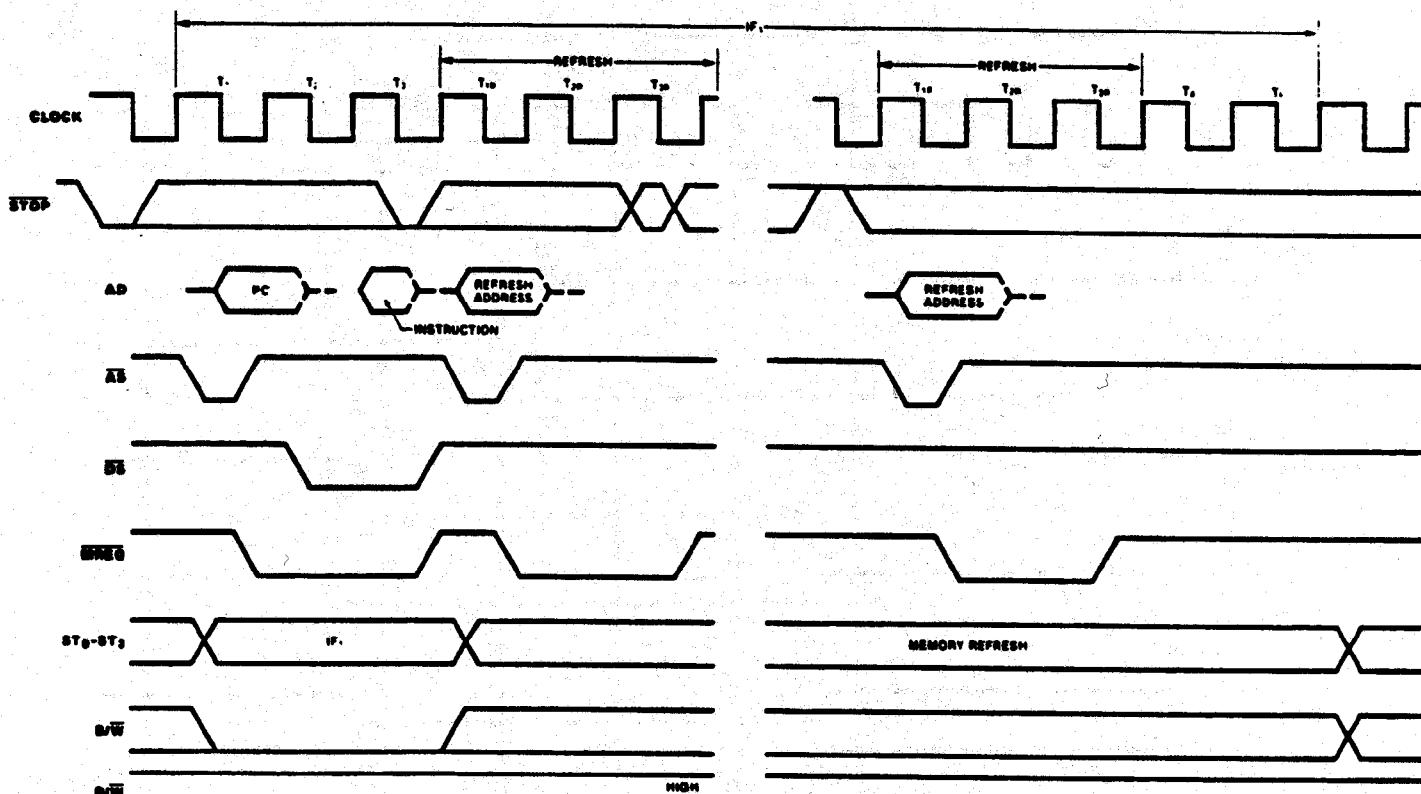 IF₁
REFRESH
REFRESH
T₁ T₂ T₃ T₁R T₂R T₃R
T₁R T₂R T₃R
CLOCK
STOP
AD
PC
REFRESH
ADDRESS
REFRESH
ADDRESS
INSTRUCTION
AS
DS
MREQ
ST₀-ST₃
IF₁
MEMORY REFRESH
B/W
R/W
HIGH